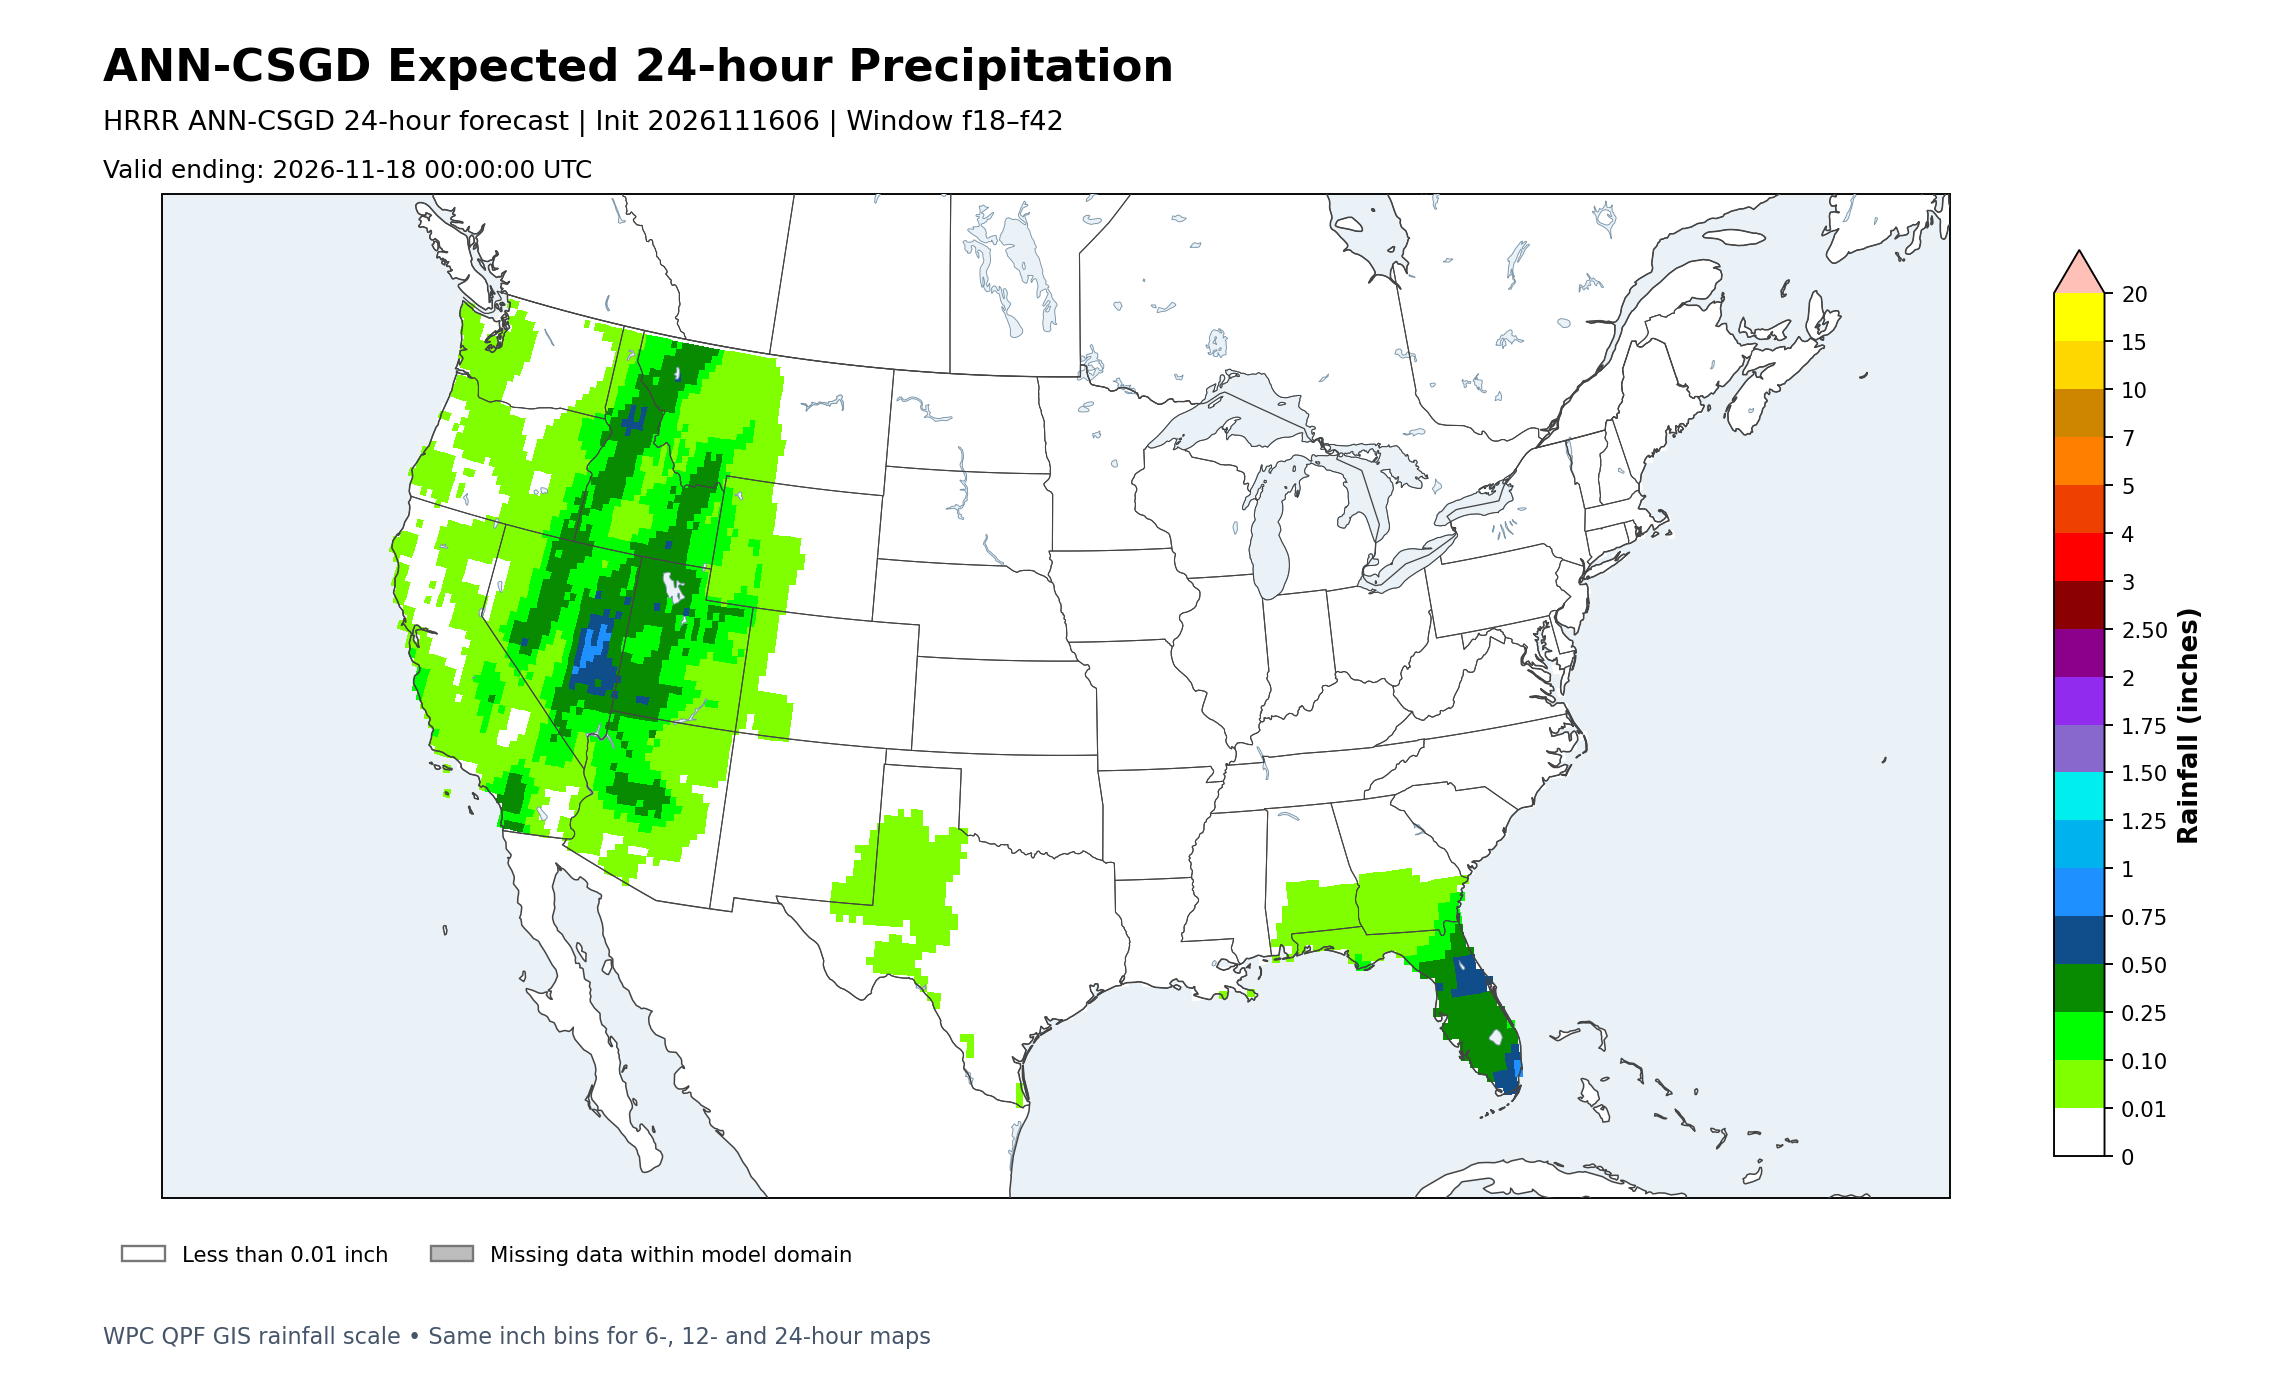 ANN-CSGD Expected 24-hour Precipitation
HRRR ANN-CSGD 24-hour forecast | Init 2026111606 | Window f18–f42
Valid ending: 2026-11-18 00:00:00 UTC
20
15
10
7
5
4
3
2.50
2
1.75
1.50
1.25
1
0.75
0.50
0.25
0.10
0.01
0
Rainfall (inches)
Less than 0.01 inch
Missing data within model domain
WPC QPF GIS rainfall scale • Same inch bins for 6-, 12- and 24-hour maps